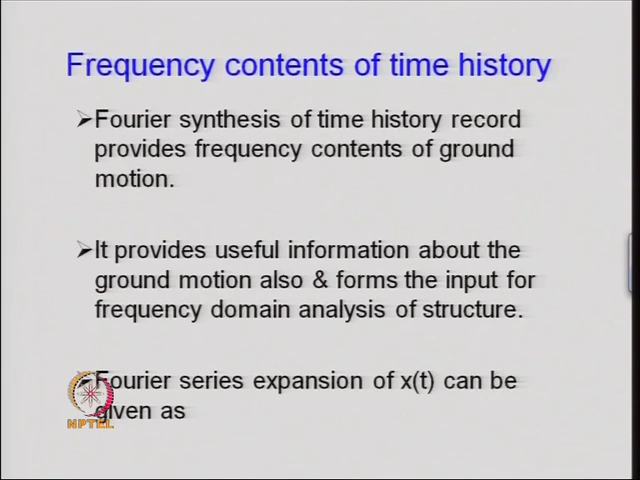 Frequency contents of time history
➢Fourier synthesis of time history record
provides frequency contents of ground
motion.
➢It provides useful information about the
ground motion also & forms the input for
frequency domain analysis of structure.
➢Fourier series expansion of x(t) can be
given as
NPTEL